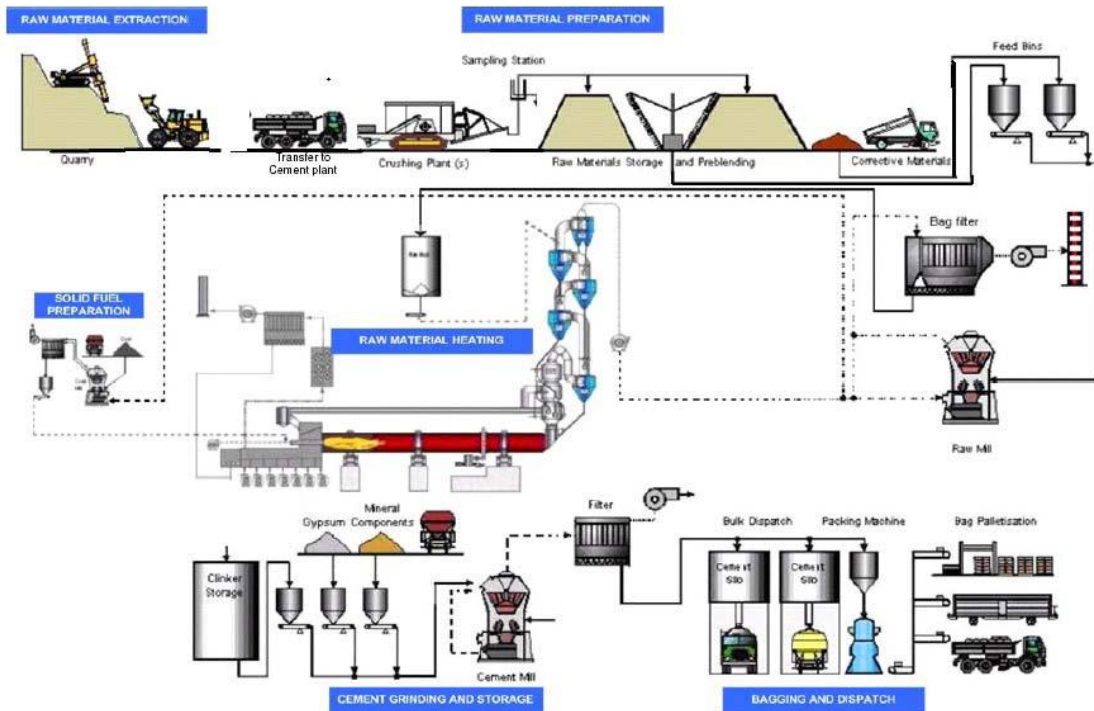 RAW MATERIAL EXTRACTION
RAW MATERIAL PREPARATION
Sampling Station
Feed Bins
Quarry
Transfer to
Cement plant
Crushing Plant (s)
Raw Materials Storage and Preblending
Corrective Materials
Bag filter
SOLID FUEL
PREPARATION
RAW MATERIAL HEATING
Raw Mill
Gypsum
Mineral
Components
Filter
Bulk Dispatch
Packing Machine
Bag Palletisation
Clinker
Storage
Cement
Silo
Cement
Silo
Cement Mill
CEMENT GRINDING AND STORAGE
BAGGING AND DISPATCH